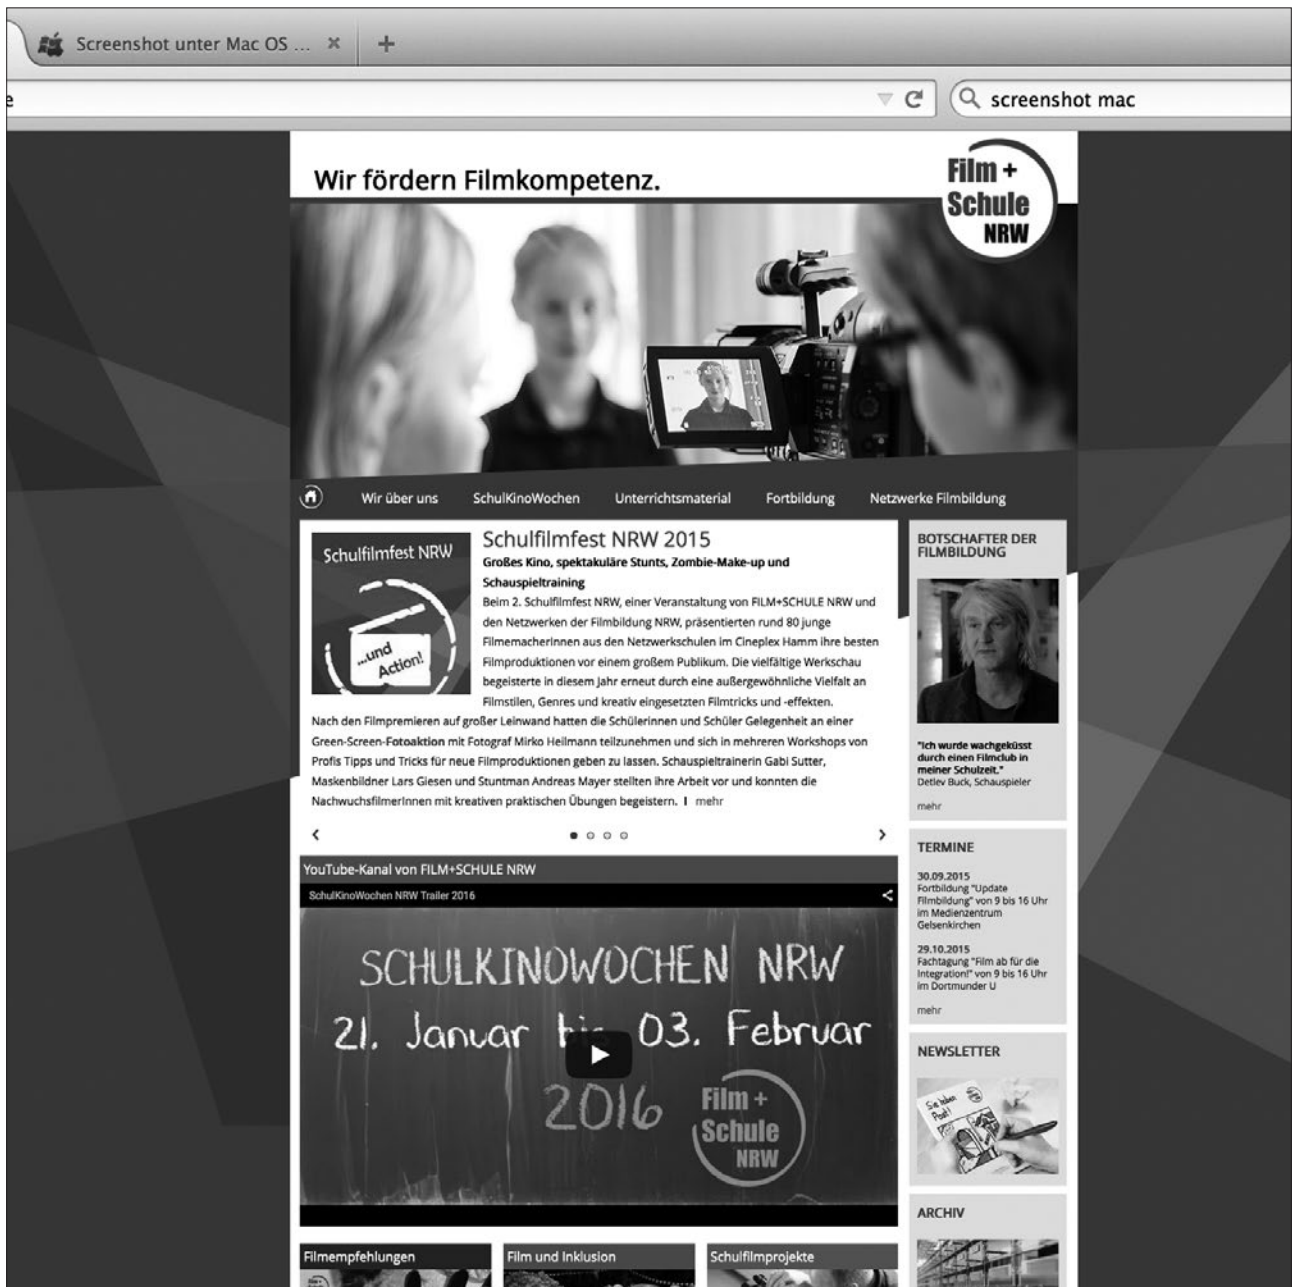 Screenshot unter Mac OS ...
e
screenshot mac
Wir fördern Filmkompetenz.
Film +
Schule
NRW
Wir über uns
SchulKinoWochen
Unterrichtsmaterial
Fortbildung
Netzwerke Filmbildung
Schulfilmfest NRW
...und
Action!
Schulfilmfest NRW 2015
Großes Kino, spektakuläre Stunts, Zombie-Make-up und
Schauspieltraining
Beim 2. Schulfilmfest NRW, einer Veranstaltung von FILM+SCHULE NRW und
den Netzwerken der Filmbildung NRW, präsentierten rund 80 junge
FilmemacherInnen aus den Netzwerkschulen im Cineplex Hamm ihre besten
Filmproduktionen vor einem großem Publikum. Die vielfältige Werkschau
begeisterte in diesem Jahr erneut durch eine außergewöhnliche Vielfalt an
Filmstilen, Genres und kreativ eingesetzten Filmtricks und -effekten.
Nach den Filmpremieren auf großer Leinwand hatten die Schülerinnen und Schüler Gelegenheit an einer
Green-Screen-Fotoaktion mit Fotograf Mirko Heilmann teilzunehmen und sich in mehreren Workshops von
Profis Tipps und Tricks für neue Filmproduktionen geben zu lassen. Schauspieltrainerin Gabi Sutter,
Maskenbildner Lars Giesen und Stuntman Andreas Mayer stellten ihre Arbeit vor und konnten die
NachwuchsfilmerInnen mit kreativen praktischen Übungen begeistern. I mehr
YouTube-Kanal von FILM+SCHULE NRW
SchulKinoWochen NRW Trailer 2016
SCHULKINOWOCHEN NRW
21. Januar bis 03. Februar
2016
Film +
Schule
NRW
Filmempfehlungen
Film +
Film und Inklusion
Schulfilmprojekte
BOTSCHAFTER DER
FILMBILDUNG
"Ich wurde wachgeküsst
durch einen Filmclub in
meiner Schulzeit."
Detlev Buck, Schauspieler
mehr
TERMINE
30.09.2015
Fortbildung "Update
Filmbildung" von 9 bis 16 Uhr
im Medienzentrum
Gelsenkirchen
29.10.2015
Fachtagung "Film ab für die
Integration!" von 9 bis 16 Uhr
im Dortmunder U
mehr
NEWSLETTER
Sie haben
Post!
ARCHIV